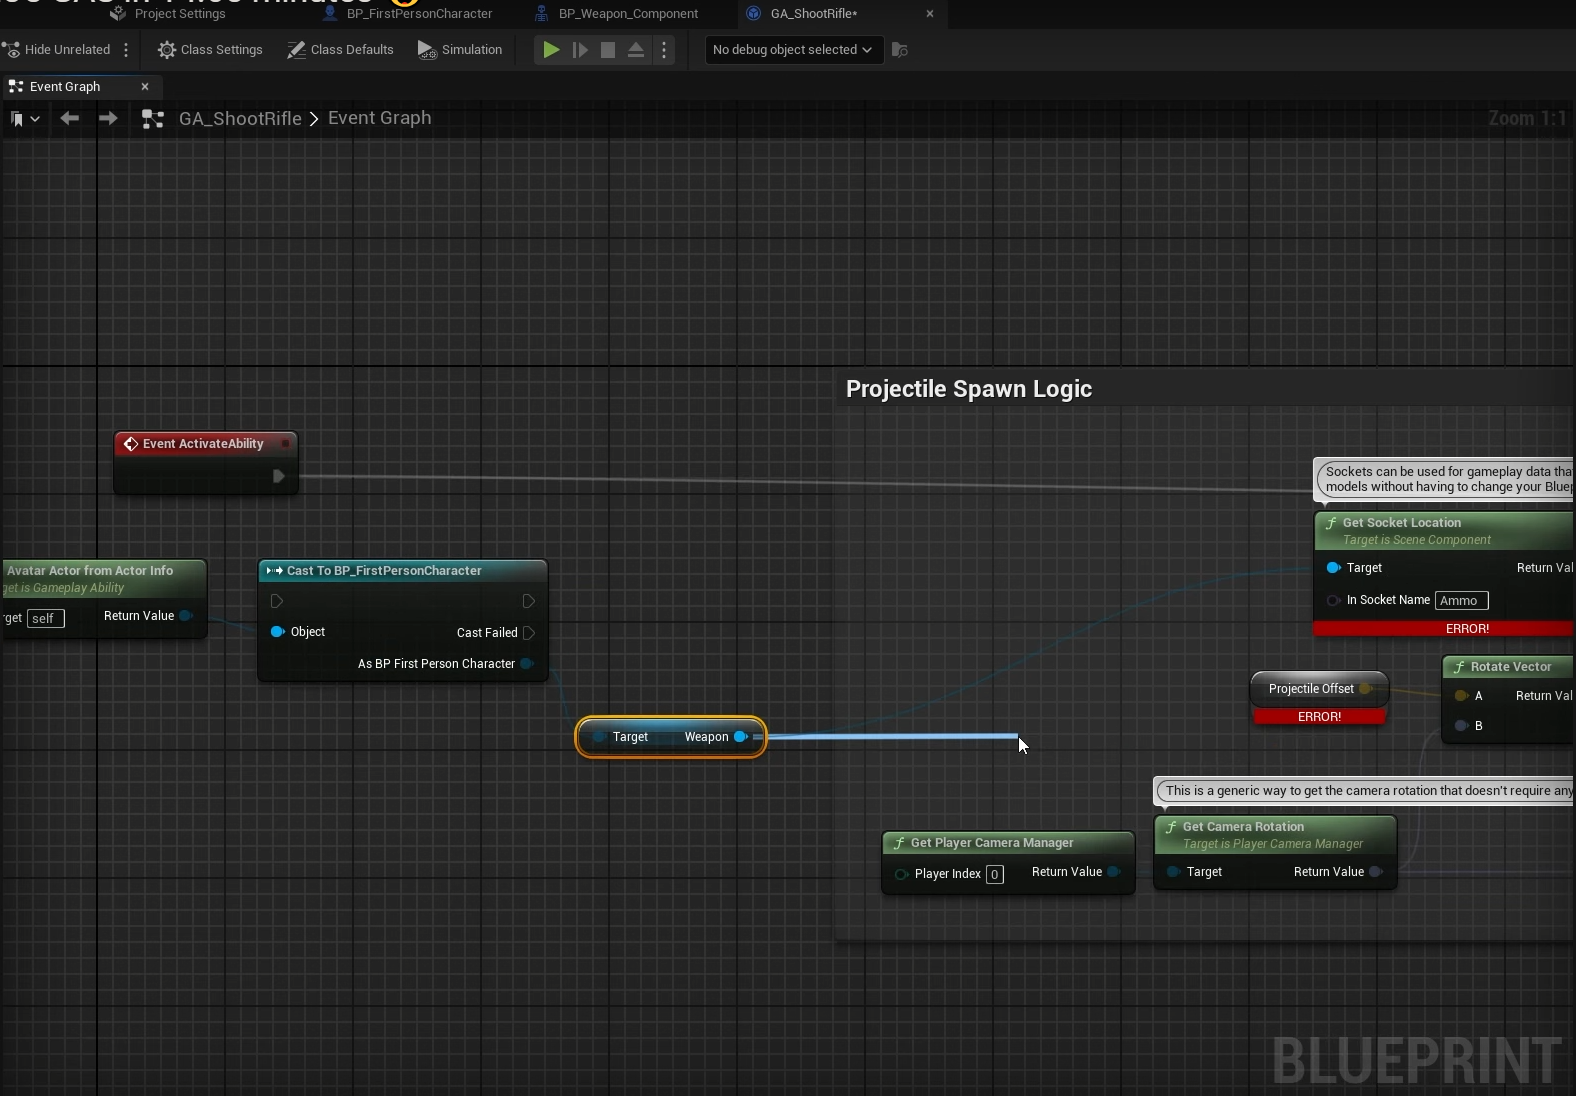 GAS in
minutes
Project Settings
BP_FirstPersonCharacter
BP_Weapon_Component
GA_ShootRifle*
Hide Unrelated
Class Settings
Class Defaults
Simulation
No debug object selected
Event Graph
GA_ShootRifle > Event Graph
Zoom 1:1
Projectile Spawn Logic
Event ActivateAbility
Sockets can be used for gameplay data tha
models without having to change your Bluep
Get Socket Location
Target is Scene Component
Target
Return Val
In Socket Name Ammo
ERROR!
Avatar Actor from Actor Info
get is Gameplay Ability
rget self
Return Value
Cast To BP_FirstPersonCharacter
Object
Cast Failed
As BP First Person Character
Target
Weapon
Projectile Offset
ERROR!
Rotate Vector
A
Return Val
B
This is a generic way to get the camera rotation that doesn't require any
Get Player Camera Manager
Player Index 0
Return Value
Get Camera Rotation
Target is Player Camera Manager
Target
Return Value
BLUEPRINT